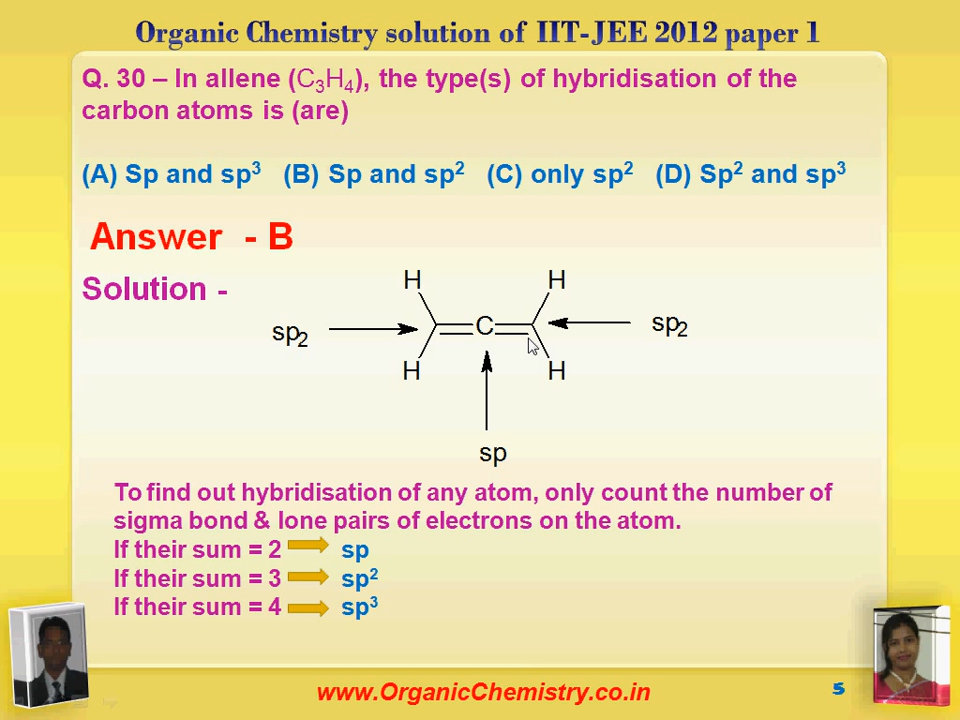 Organic Chemistry solution of IIT-JEE 2012 paper 1
Q. 30 – In allene (C₃H₄), the type(s) of hybridisation of the
carbon atoms is (are)
(A) Sp and sp³ (B) Sp and sp² (C) only sp² (D) Sp² and sp³
Answer - B
Solution -
H H
sp₂ C sp₂
H H
sp
To find out hybridisation of any atom, only count the number of
sigma bond & lone pairs of electrons on the atom.
If their sum = 2 sp
If their sum = 3 sp²
If their sum = 4 sp³
www.OrganicChemistry.co.in 5